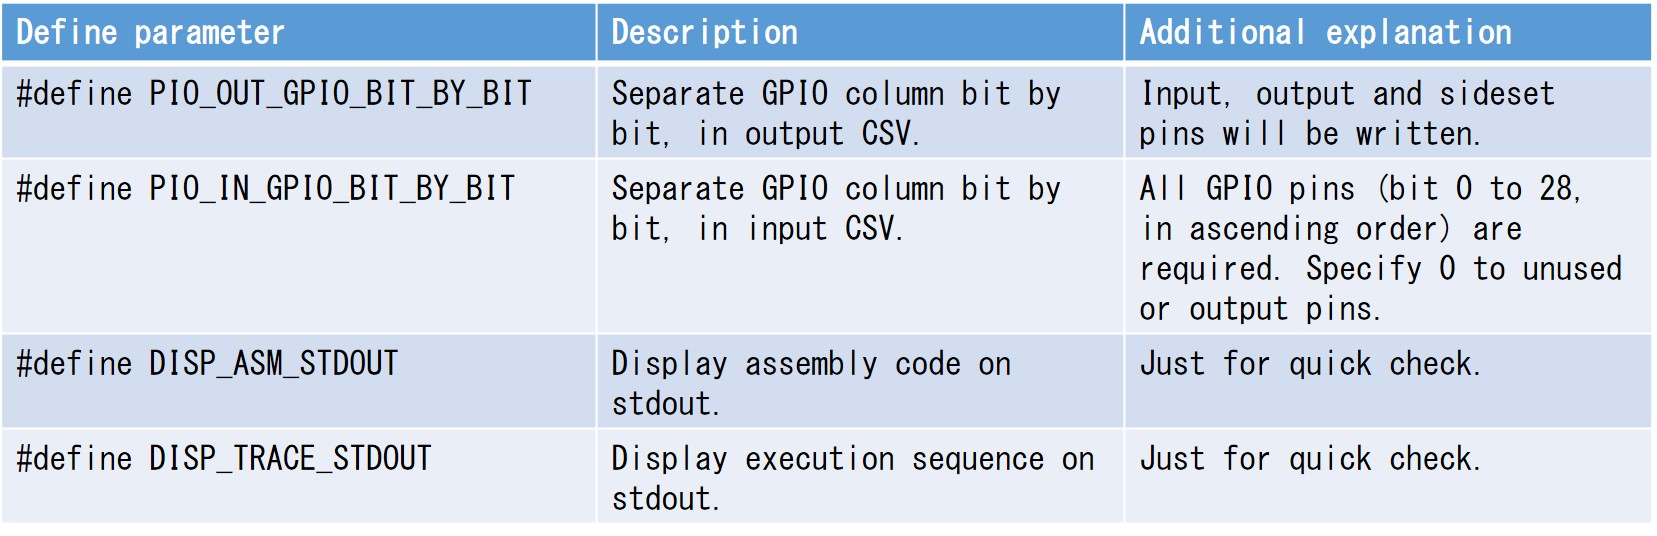 Define parameter
Description
Additional explanation
#define PIO_OUT_GPIO_BIT_BY_BIT
Separate GPIO column bit by
bit, in output CSV.
Input, output and sideset
pins will be written.
#define PIO_IN_GPIO_BIT_BY_BIT
Separate GPIO column bit by
bit, in input CSV.
All GPIO pins (bit 0 to 28,
in ascending order) are
required. Specify 0 to unused
or output pins.
#define DISP_ASM_STDOUT
Display assembly code on
stdout.
Just for quick check.
#define DISP_TRACE_STDOUT
Display execution sequence on
stdout.
Just for quick check.